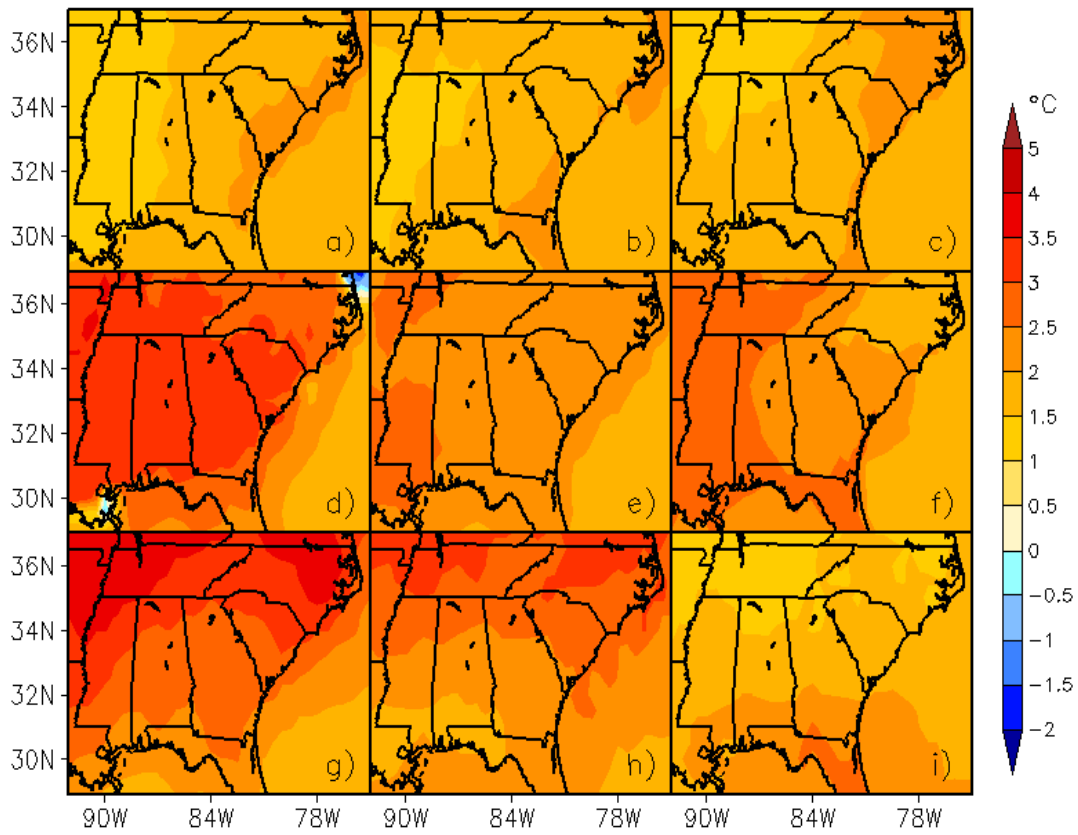 36N
34N
32N
30N
a)
b)
c)
36N
34N
32N
30N
d)
e)
f)
36N
34N
32N
30N
g)
h)
i)
90W 84W 78W 90W 84W 78W 90W 84W 78W
°C
5
4
3.5
3
2.5
2
1.5
1
0.5
0
−0.5
−1
−1.5
−2